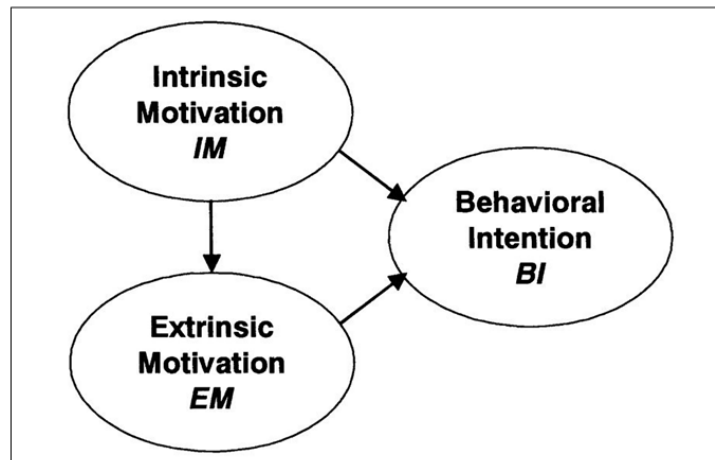 Intrinsic
Motivation
IM
Behavioral
Intention
BI
Extrinsic
Motivation
EM